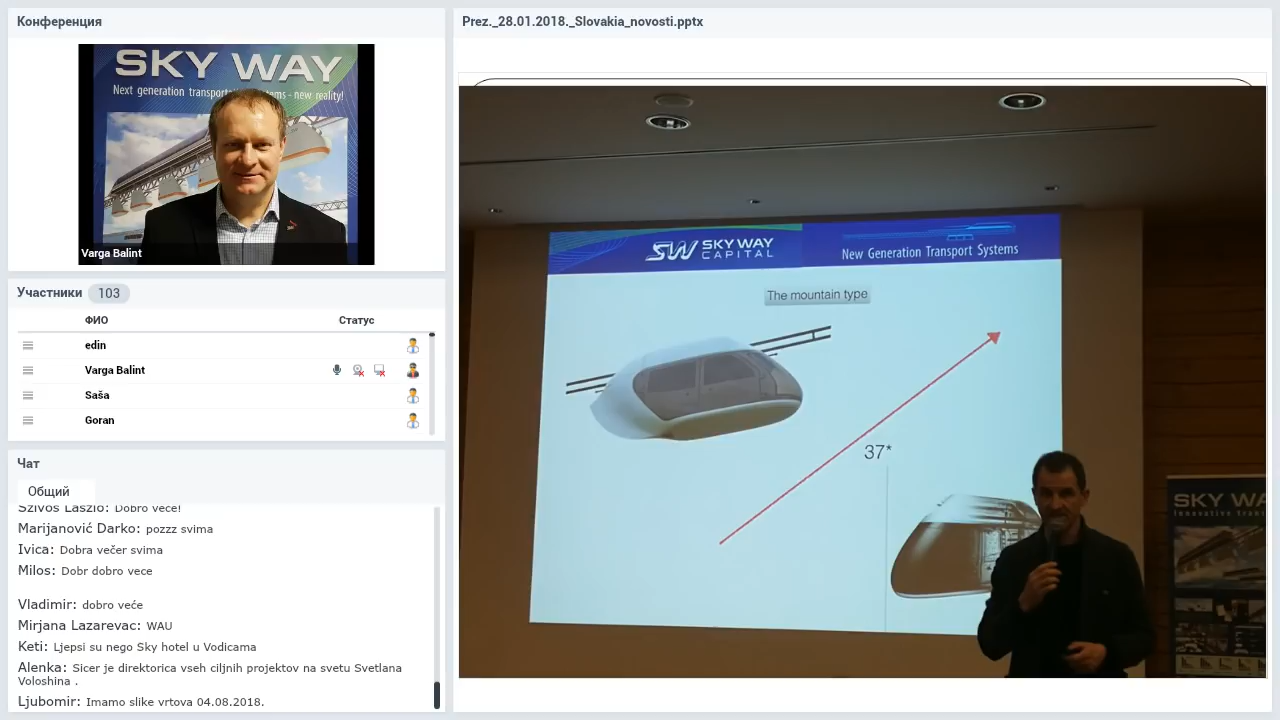 Конференция
SKY WAY
Next generation transportation systems - new reality!
Varga Balint
Участники 103
ФИО Статус
edin
Varga Balint
Saša
Goran
Чат
Общий
Szivos Laszlo: Dobro veče!
Marijanović Darko: pozzz svima
Ivica: Dobra večer svima
Milos: Dobr dobro vece
Vladimir: dobro veće
Mirjana Lazarevac: WAU
Keti: Ljepsi su nego Sky hotel u Vodicama
Alenka: Sicer je direktorica vseh ciljnih projektov na svetu Svetlana
Voloshina .
Ljubomir: Imamo slike vrtova 04.08.2018.
Prez._28.01.2018._Slovakia_novosti.pptx
SW SKY WAY
CAPITAL
New Generation Transport Systems
The mountain type
37*
SKY WA